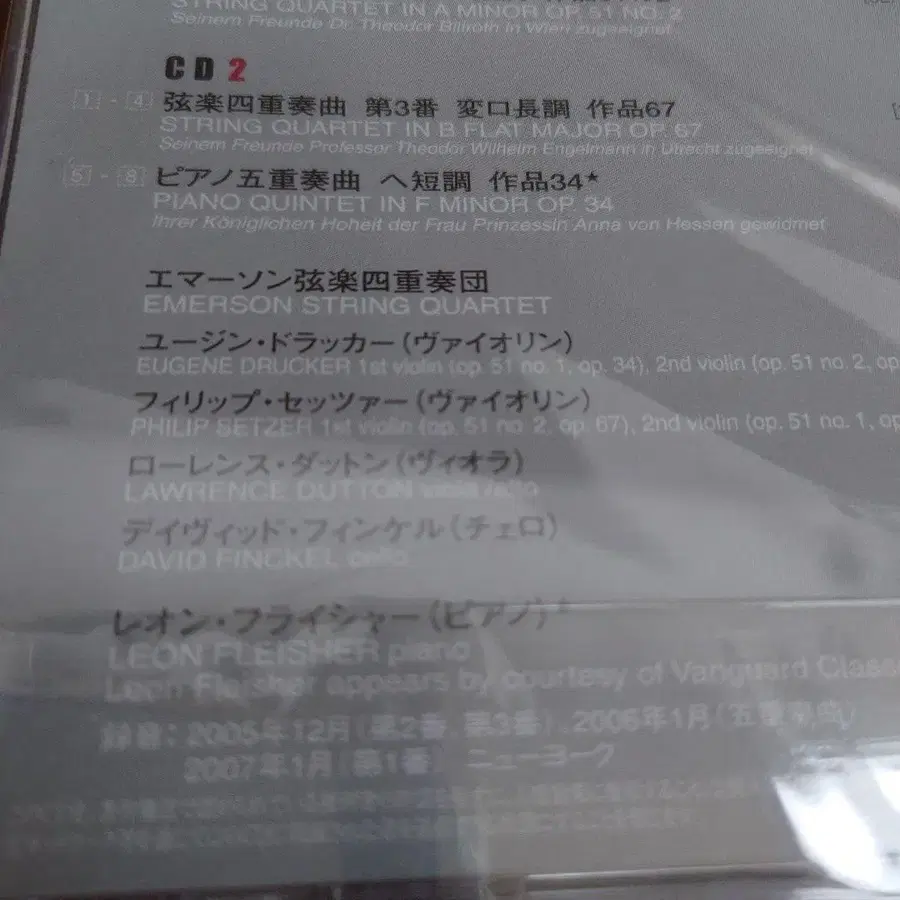 STRING QUARTET IN A MINOR OP. 51 NO. 2
Seinem Freunde Dr. Theodor Billroth in Wien zugeeignet
CD 2
1 - 4 弦楽四重奏曲 第3番 変ロ長調 作品67
STRING QUARTET IN B FLAT MAJOR OP. 67
Seinem Freunde Professor Theodor Wilhelm Engelmann in Utrecht zugeeignet
5 - 8 ピアノ五重奏曲 ヘ短調 作品34★
PIANO QUINTET IN F MINOR OP. 34
Ihrer Königlichen Hoheit der Frau Prinzessin Anna von Hessen gewidmet
エマーソン弦楽四重奏団
EMERSON STRING QUARTET
ユージン・ドラッカー(ヴァイオリン)
EUGENE DRUCKER 1st violin (op. 51 no. 1, op. 34), 2nd violin (op. 51 no. 2, op
フィリップ・セッツァー(ヴァイオリン)
PHILIP SETZER 1st violin (op. 51 no. 2, op. 67), 2nd violin (op. 51 no. 1, op
ローレンス・ダットン(ヴィオラ)
LAWRENCE DUTTON
デイヴィッド・フィンケル(チェロ)
DAVID FINCKEL cello
レオン・フライシャー(ピアノ)★
LEON FLEISHER piano
Leon Fleisher appears by courtesy of Vanguard Class
録音:2005年12月(第2番、第3番)、2006年1月(五重奏曲)
2007年1月(第1番) ニューヨーク